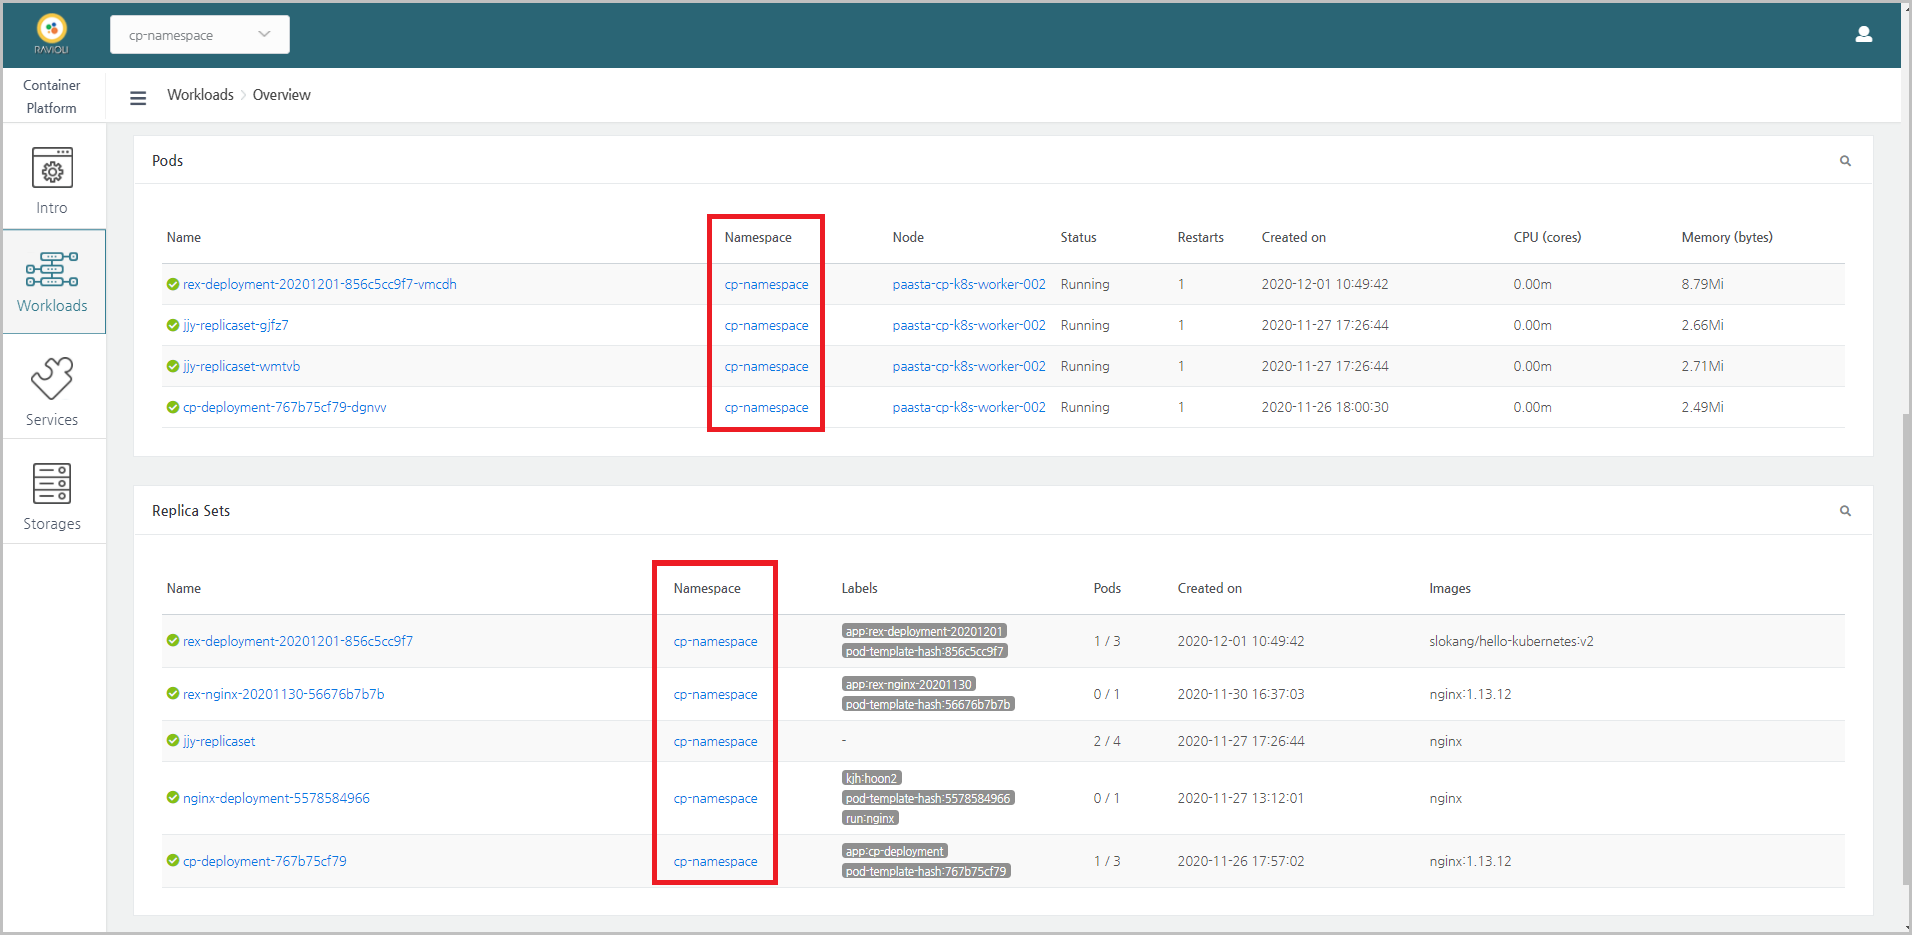 RAVIOLI
cp-namespace
Container
Platform
Workloads Overview
Intro
Workloads
Services
Storages
Pods
Name Namespace Node Status Restarts Created on CPU (cores) Memory (bytes)
rex-deployment-20201201-856c5cc9f7-vmcdh cp-namespace paasta-cp-k8s-worker-002 Running 1 2020-12-01 10:49:42 0.00m 8.79Mi
jjy-replicaset-gjfz7 cp-namespace paasta-cp-k8s-worker-002 Running 1 2020-11-27 17:26:44 0.00m 2.66Mi
jjy-replicaset-wmtvb cp-namespace paasta-cp-k8s-worker-002 Running 1 2020-11-27 17:26:44 0.00m 2.71Mi
cp-deployment-767b75cf79-dgnvv cp-namespace paasta-cp-k8s-worker-002 Running 1 2020-11-26 18:00:30 0.00m 2.49Mi
Replica Sets
Name Namespace Labels Pods Created on Images
rex-deployment-20201201-856c5cc9f7 cp-namespace app:rex-deployment-20201201 1 / 3 2020-12-01 10:49:42 slokang/hello-kubernetes:v2
pod-template-hash:856c5cc9f7
rex-nginx-20201130-56676b7b7b cp-namespace app:rex-nginx-20201130 0 / 1 2020-11-30 16:37:03 nginx:1.13.12
pod-template-hash:56676b7b7b
jjy-replicaset cp-namespace - 2 / 4 2020-11-27 17:26:44 nginx
kjh:hoon2
nginx-deployment-5578584966 cp-namespace pod-template-hash:5578584966 0 / 1 2020-11-27 13:12:01 nginx
run:nginx
cp-deployment-767b75cf79 cp-namespace app:cp-deployment 1 / 3 2020-11-26 17:57:02 nginx:1.13.12
pod-template-hash:767b75cf79